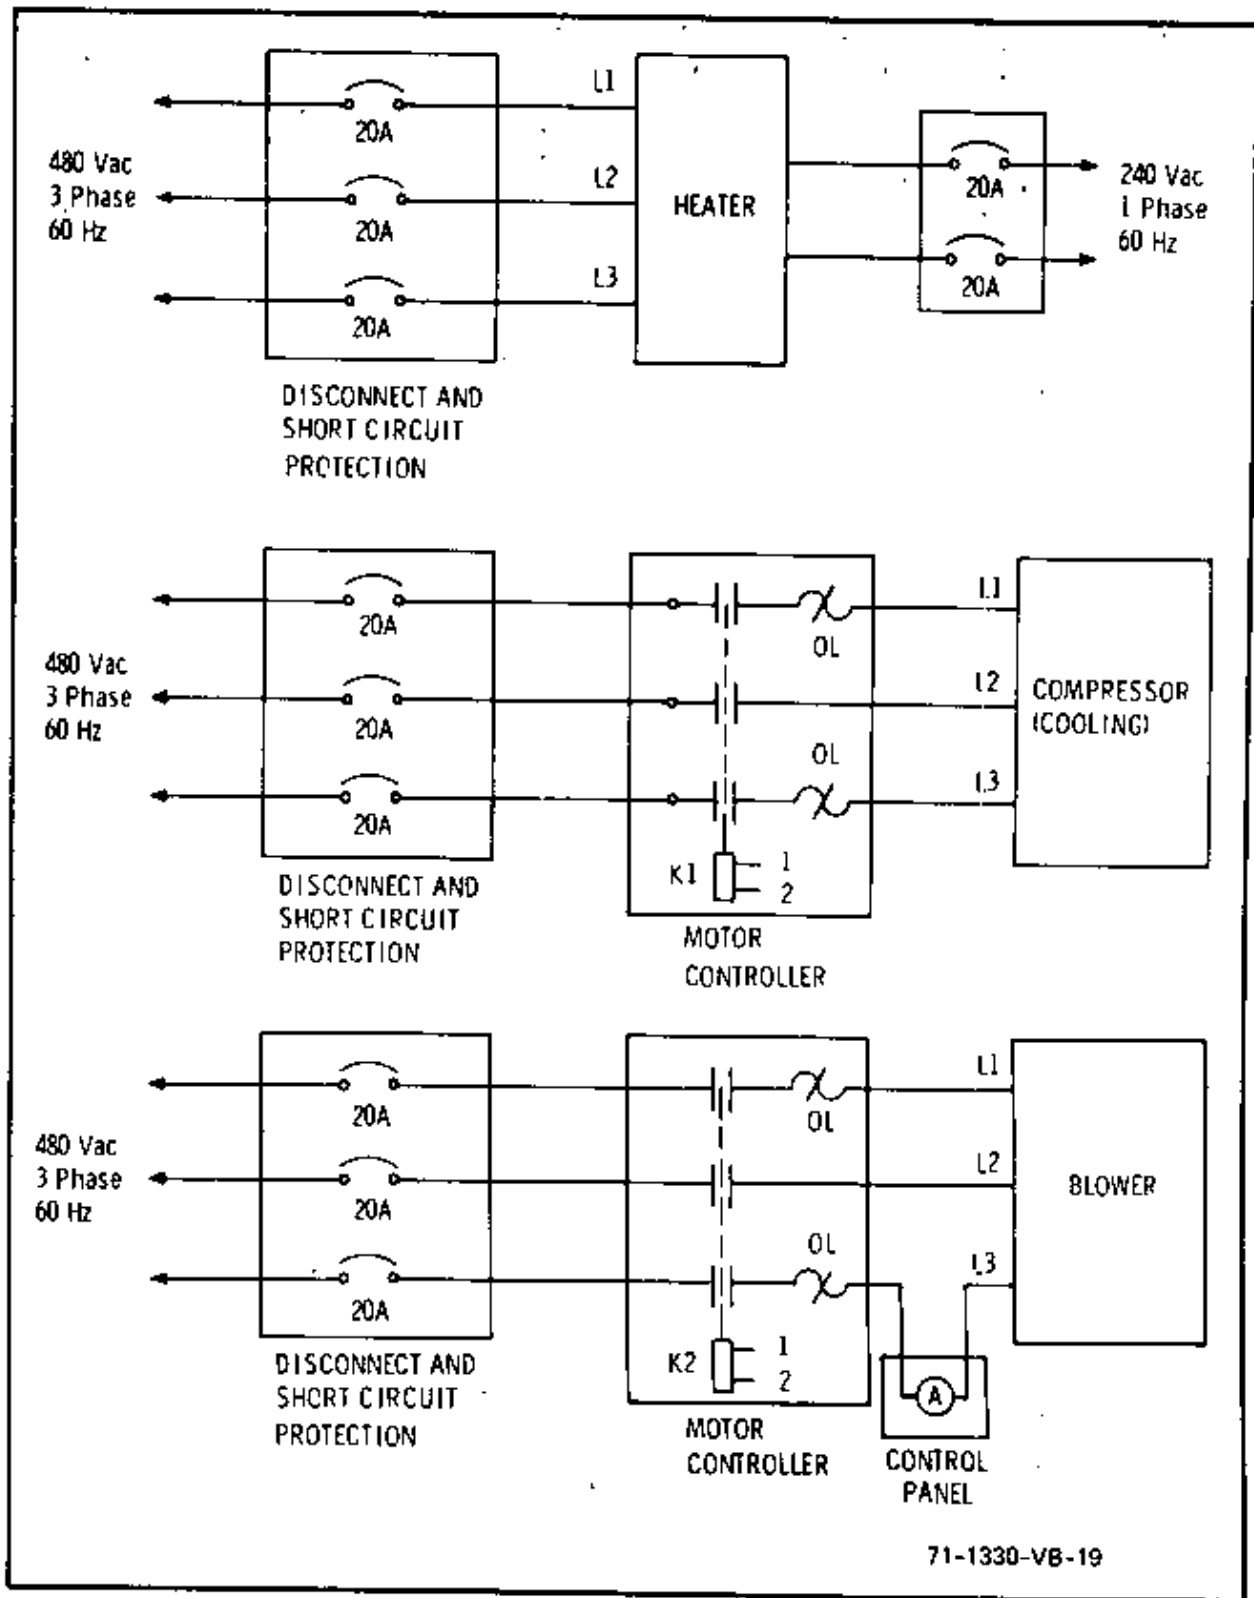 480 Vac
3 Phase
60 Hz
20A
20A
20A
L1
L2
L3
HEATER
20A
20A
240 Vac
1 Phase
60 Hz
DISCONNECT AND
SHORT CIRCUIT
PROTECTION
480 Vac
3 Phase
60 Hz
20A
20A
20A
OL
OL
K1
1
2
L1
L2
L3
COMPRESSOR
(COOLING)
DISCONNECT AND
SHORT CIRCUIT
PROTECTION
MOTOR
CONTROLLER
480 Vac
3 Phase
60 Hz
20A
20A
20A
OL
OL
K2
1
2
L1
L2
L3
BLOWER
A
DISCONNECT AND
SHORT CIRCUIT
PROTECTION
MOTOR
CONTROLLER
CONTROL
PANEL
71-1330-VB-19